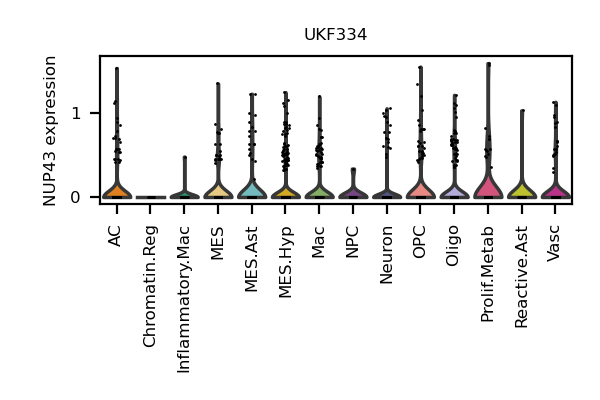 UKF334
NUP43 expression
1
0
AC
Chromatin.Reg
Inflammatory.Mac
MES
MES.Ast
MES.Hyp
Mac
NPC
Neuron
OPC
Oligo
Prolif.Metab
Reactive.Ast
Vasc